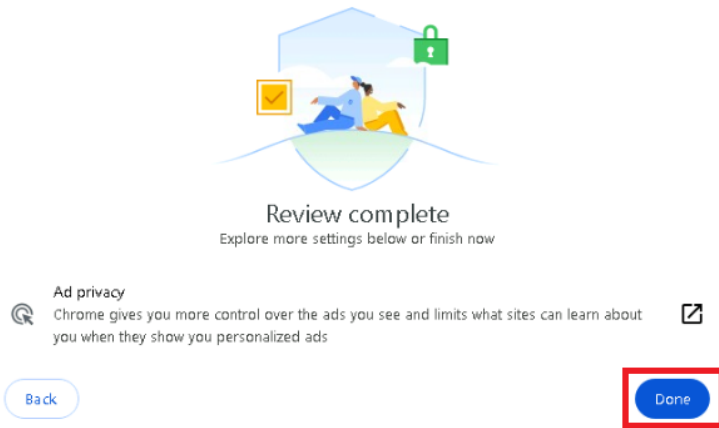 Review complete
Explore more settings below or finish now
Ad privacy
Chrome gives you more control over the ads you see and limits what sites can learn about
you when they show you personalized ads
Back
Done